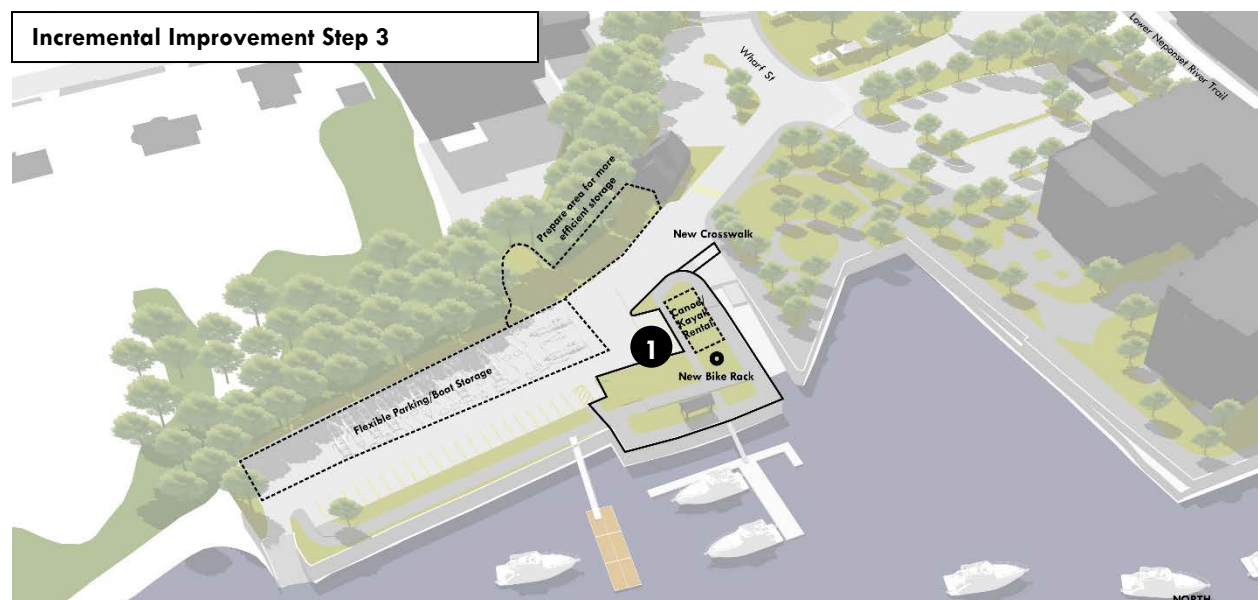 Incremental Improvement Step 3
Wharf St
Lower Neponset River Trail
Prepare area for more
efficient storage
New Crosswalk
Canoe/
Kayak
Rental
1
New Bike Rack
Flexible Parking/Boat Storage
NORTH